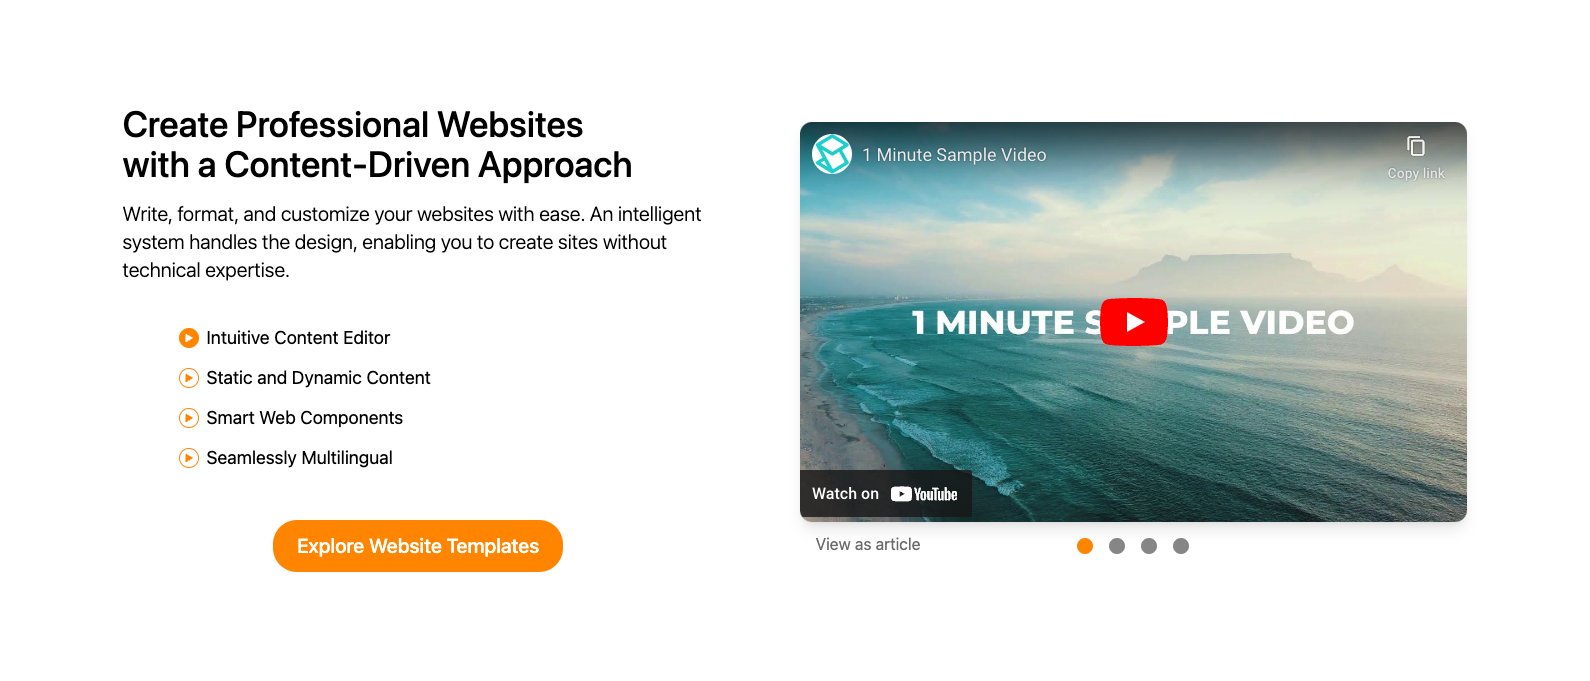 Create Professional Websites
with a Content-Driven Approach
Write, format, and customize your websites with ease. An intelligent
system handles the design, enabling you to create sites without
technical expertise.
Intuitive Content Editor
Static and Dynamic Content
Smart Web Components
Seamlessly Multilingual
Explore Website Templates
1 Minute Sample Video
Copy link
1 MINUTE VIDEO
Watch on YouTube
View as article